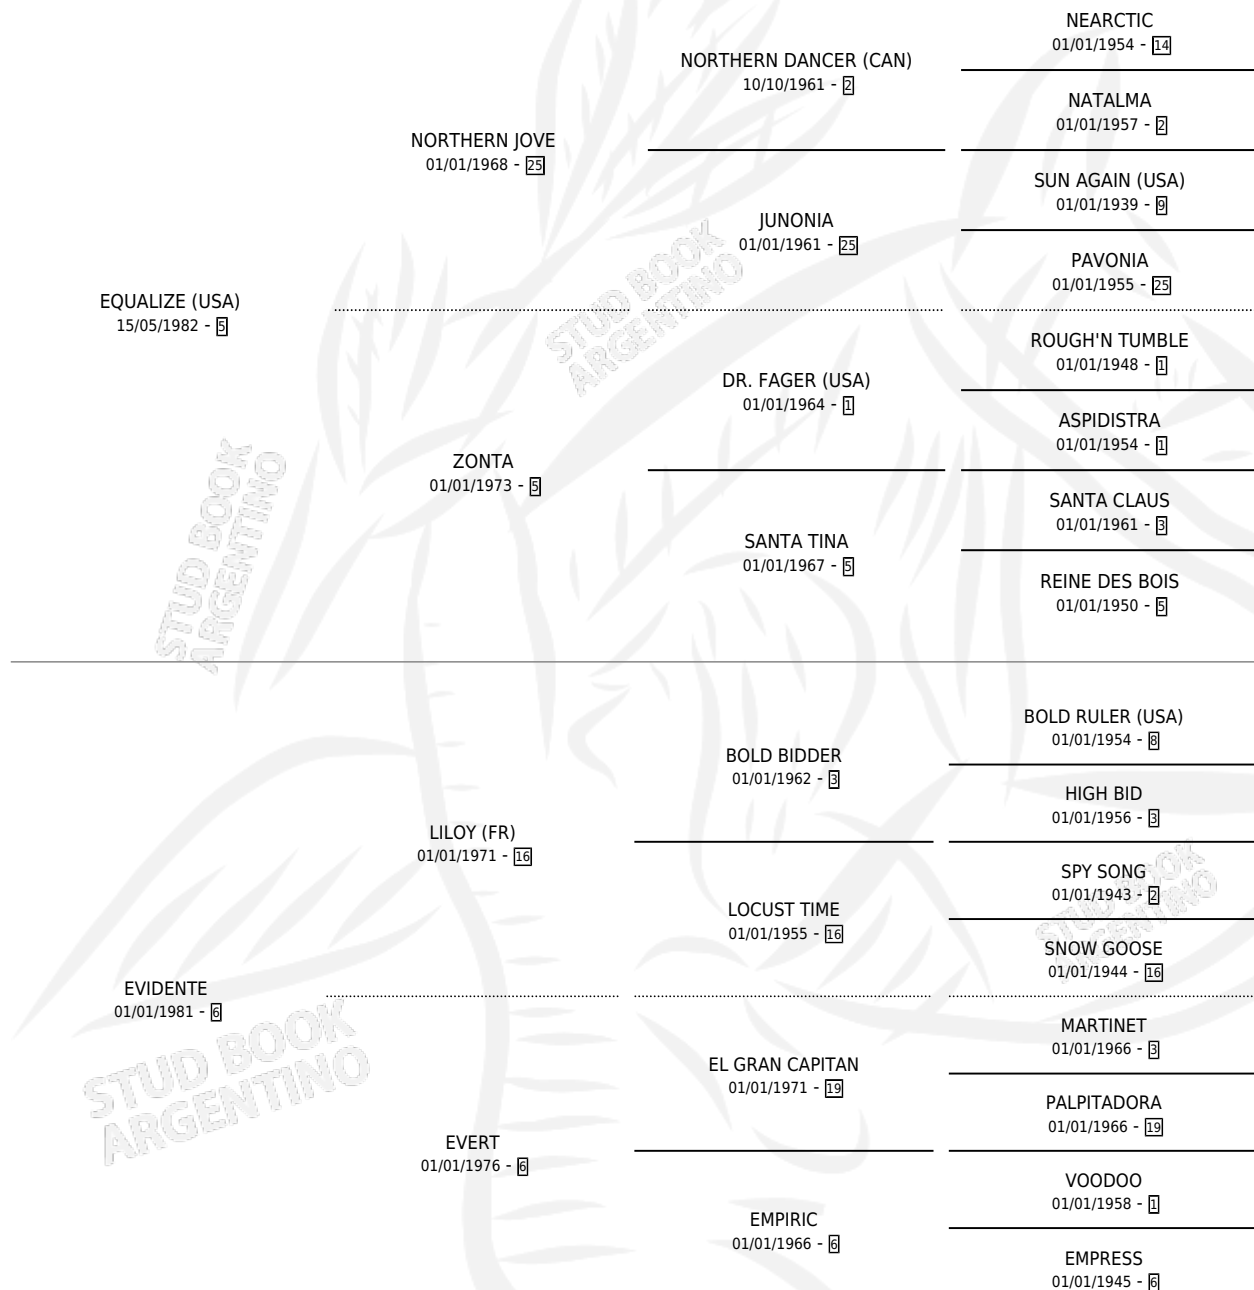 NEARCTIC
01/01/1954 - 14
NORTHERN DANCER (CAN)
10/10/1961 - 2
NATALMA
01/01/1957 - 2
NORTHERN JOVE
01/01/1968 - 25
SUN AGAIN (USA)
01/01/1939 - 9
JUNONIA
01/01/1961 - 25
PAVONIA
01/01/1955 - 25
EQUALIZE (USA)
15/05/1982 - 5
ROUGH'N TUMBLE
01/01/1948 - 1
DR. FAGER (USA)
01/01/1964 - 1
ASPIDISTRA
01/01/1954 - 1
ZONTA
01/01/1973 - 5
SANTA CLAUS
01/01/1961 - 3
SANTA TINA
01/01/1967 - 5
REINE DES BOIS
01/01/1950 - 5
BOLD RULER (USA)
01/01/1954 - 8
BOLD BIDDER
01/01/1962 - 3
HIGH BID
01/01/1956 - 3
LILOY (FR)
01/01/1971 - 16
SPY SONG
01/01/1943 - 2
LOCUST TIME
01/01/1955 - 16
SNOW GOOSE
01/01/1944 - 16
EVIDENTE
01/01/1981 - 6
MARTINET
01/01/1966 - 3
EL GRAN CAPITAN
01/01/1971 - 19
PALPITADORA
01/01/1966 - 19
EVERT
01/01/1976 - 6
VOODOO
01/01/1958 - 1
EMPIRIC
01/01/1966 - 6
EMPRESS
01/01/1945 - 6
STUD BOOK
ARGENTINO
STUD BOOK
ARGENTINO
STUD BOOK
ARGENTINO
STUD BOOK
ARGENTINO